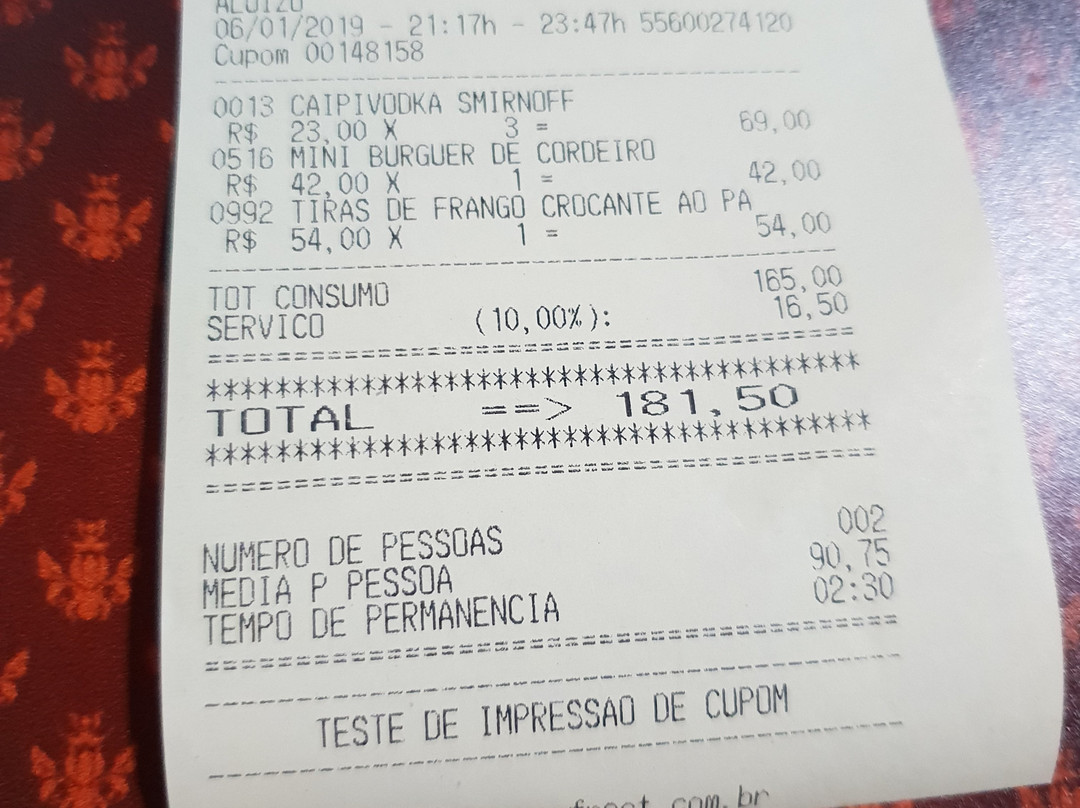 ALUIZO
06/01/2019 - 21:17h - 23:47h 55600274120
Cupom 00148158
0013 CAIPIVODKA SMIRNOFF
R$ 23,00 X 3 = 69,00
0516 MINI BURGUER DE CORDEIRO
R$ 42,00 X 1 = 42,00
0992 TIRAS DE FRANGO CROCANTE AO PA
R$ 54,00 X 1 = 54,00
TOT CONSUMO 165,00
SERVICO (10,00%): 16,50
TOTAL ==> 181,50
NUMERO DE PESSOAS 002
MEDIA P PESSOA 90,75
TEMPO DE PERMANENCIA 02:30
TESTE DE IMPRESSAO DE CUPOM
com.br